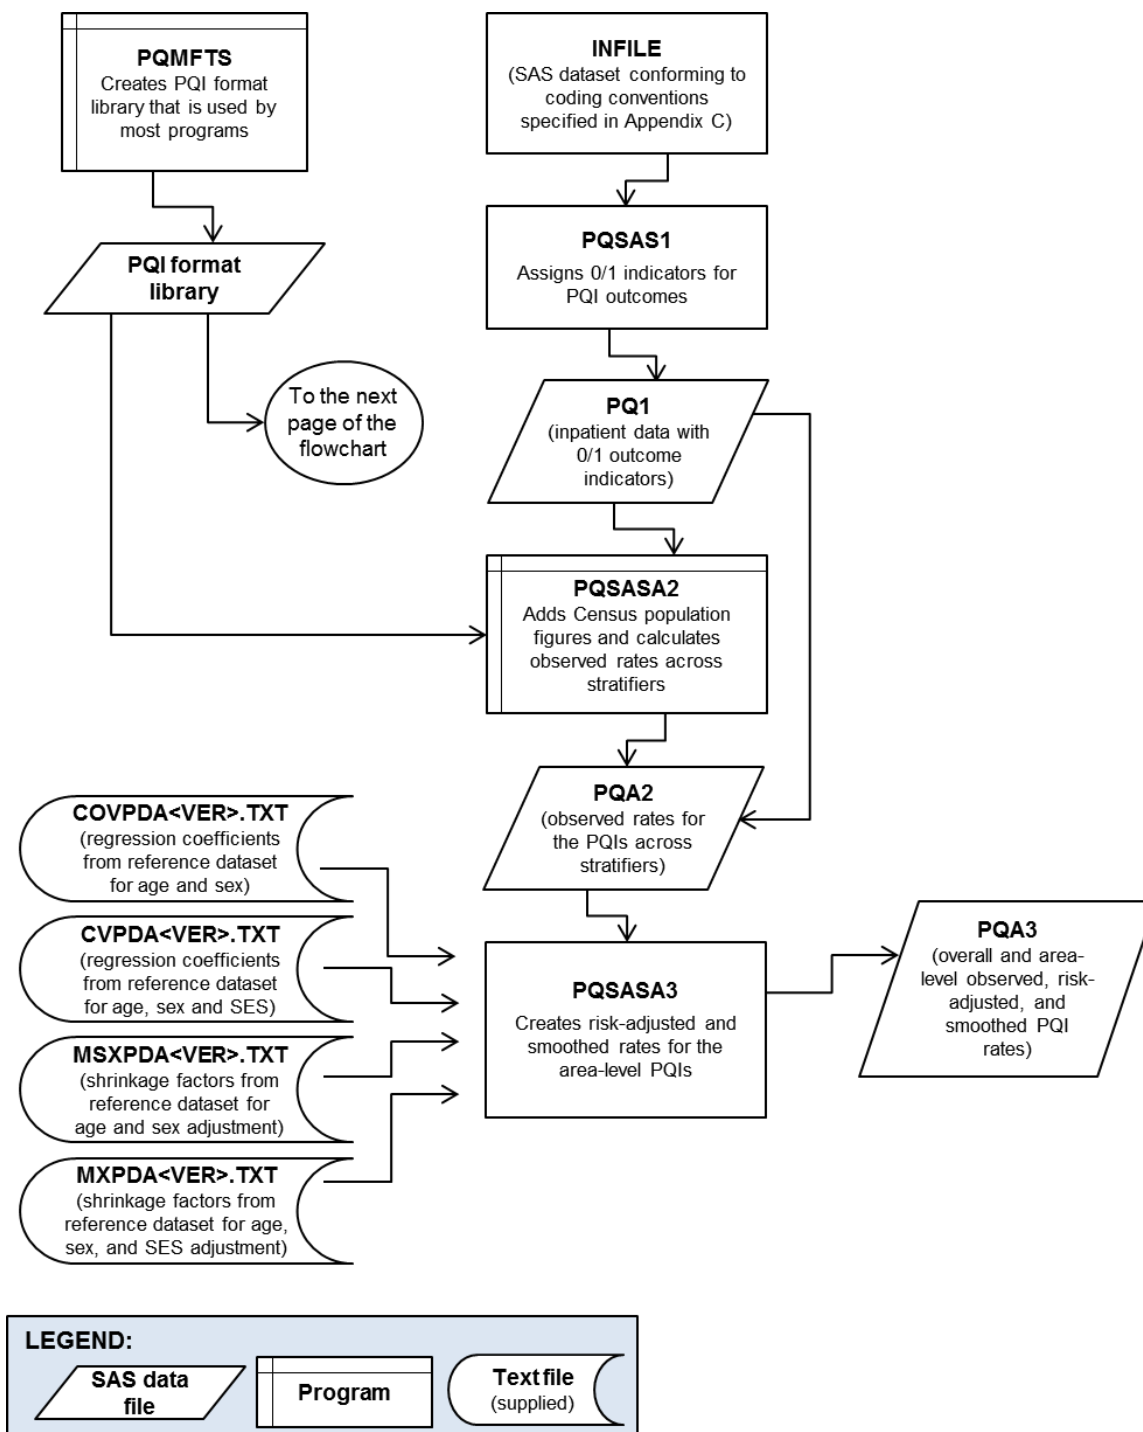 PQMFTS
Creates PQI format
library that is used by
most programs
INFILE
(SAS dataset conforming to
coding conventions
specified in Appendix C)
PQSAS1
Assigns 0/1 indicators for
PQI outcomes
PQI format
library
To the next
page of the
flowchart
PQ1
(inpatient data with
0/1 outcome
indicators)
PQSASA2
Adds Census population
figures and calculates
observed rates across
stratifiers
PQA2
(observed rates for
the PQIs across
stratifiers)
COVPDA<VER>.TXT
(regression coefficients
from reference dataset
for age and sex)
CVPDA<VER>.TXT
(regression coefficients
from reference dataset
for age, sex and SES)
MSXPDA<VER>.TXT
(shrinkage factors from
reference dataset for
age and sex adjustment)
MXPDA<VER>.TXT
(shrinkage factors from
reference dataset for age,
sex, and SES adjustment)
PQSASA3
Creates risk-adjusted and
smoothed rates for the
area-level PQIs
PQA3
(overall and area-
level observed, risk-
adjusted, and
smoothed PQI
rates)
LEGEND:
SAS data
file
Program
Text file
(supplied)